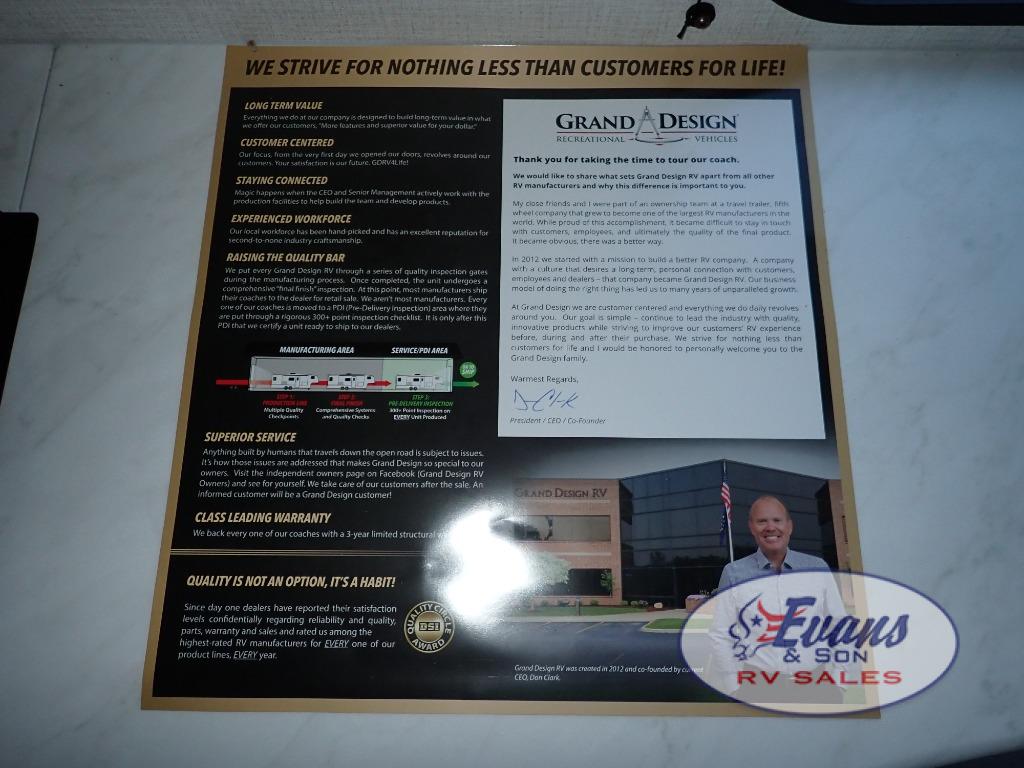 WE STRIVE FOR NOTHING LESS THAN CUSTOMERS FOR LIFE!
LONG TERM VALUE
Everything we do at our company is designed to build long-term value in what
we offer our customers. "More features and superior value for your dollar."
CUSTOMER CENTERED
Our focus, from the very first day we opened our doors, revolves around our
customers. Your satisfaction is our future. GDRV4Life!
STAYING CONNECTED
Magic happens when the CEO and Senior Management actively work with the
production facilities to help build the team and develop products.
EXPERIENCED WORKFORCE
Our local workforce has been hand-picked and has an excellent reputation for
second-to-none industry craftsmanship.
RAISING THE QUALITY BAR
We put every Grand Design RV through a series of quality inspection gates
during the manufacturing process. Once completed, the unit undergoes a
comprehensive "final finish" inspection. At this point, most manufacturers ship
their coaches to the dealer for retail sale. We aren't most manufacturers. Every
one of our coaches is moved to a PDI (Pre-Delivery inspection) area where they
are put through a rigorous 300+ point inspection checklist. It is only after this
PDI that we certify a unit ready to ship to our dealers.
MANUFACTURING AREA
SERVICE/PDI AREA
OK TO
SHIP
STEP 1:
PRODUCTION LINE
Multiple Quality
Checkpoints
STEP 2:
FINAL FINISH
Comprehensive Systems
and Quality Checks
STEP 3:
PRE-DELIVERY INSPECTION
300+ Point Inspection on
EVERY Unit Produced
SUPERIOR SERVICE
Anything built by humans that travels down the open road is subject to issues.
It's how those issues are addressed that makes Grand Design so special to our
owners. Visit the independent owners page on Facebook (Grand Design RV
Owners) and see for yourself. We take care of our customers after the sale. An
informed customer will be a Grand Design customer!
CLASS LEADING WARRANTY
We back every one of our coaches with a 3-year limited structural
QUALITY IS NOT AN OPTION, IT'S A HABIT!
Since day one dealers have reported their satisfaction
levels confidentially regarding reliability and quality,
parts, warranty and sales and rated us among the
highest-rated RV manufacturers for EVERY one of our
product lines, EVERY year.
QUALITY CIRCLE
DSI
AWARD
GRAND DESIGN
RECREATIONAL VEHICLES
Thank you for taking the time to tour our coach.
We would like to share what sets Grand Design RV apart from all other
RV manufacturers and why this difference is important to you.
My close friends and I were part of an ownership team at a travel trailer, fifth
wheel company that grew to become one of the largest RV manufacturers in the
world. While proud of this accomplishment, it became difficult to stay in touch
with customers, employees, and ultimately the quality of the final product.
It became obvious, there was a better way.
In 2012 we started with a mission to build a better RV company. A company
with a culture that desires a long term, personal connection with customers,
employees and dealers – that company became Grand Design RV. Our business
model of doing the right thing has led us to many years of unparalleled growth.
At Grand Design we are customer centered and everything we do daily revolves
around you. Our goal is simple – continue to lead the industry with quality,
innovative products while striving to improve our customers' RV experience
before, during and after their purchase. We strive for nothing less than
customers for life and I would be honored to personally welcome you to the
Grand Design family.
Warmest Regards,
President / CEO / Co-Founder
GRAND DESIGN RV
Grand Design RV was created in 2012 and co-founded by
CEO, Don Clark.
Evans
& SON
RV SALES